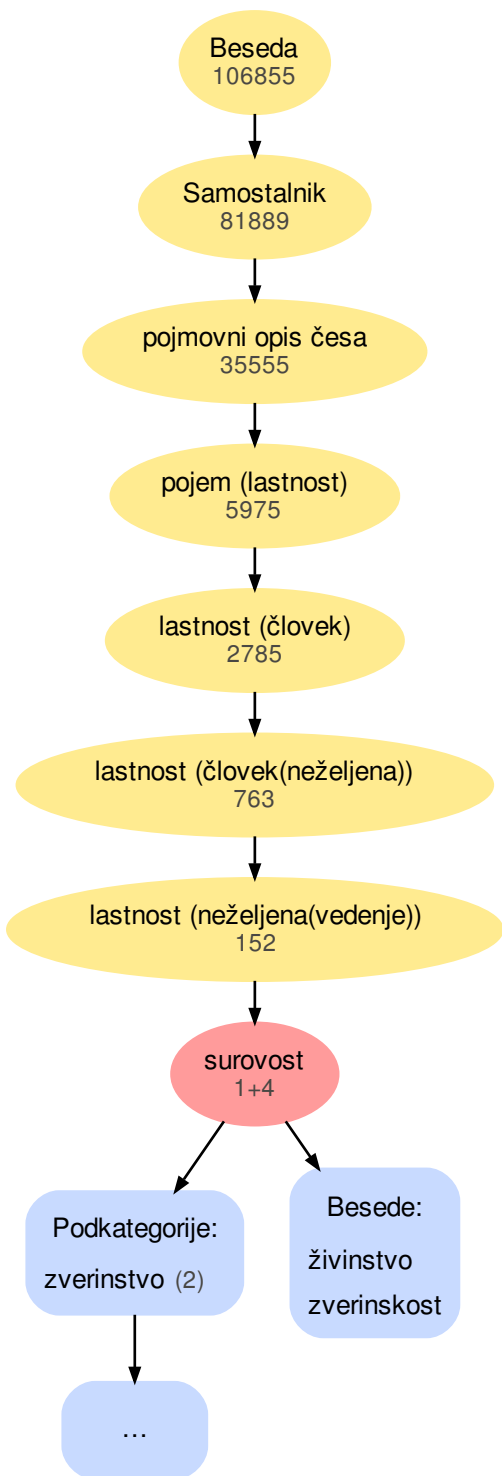 Beseda
106855
Samostalnik
81889
pojmovni opis česa
35555
pojem (lastnost)
5975
lastnost (človek)
2785
lastnost (človek(neželjena))
763
lastnost (neželjena(vedenje))
152
surovost
1+4
Podkategorije:
zverinstvo (2)
Besede:
živinstvo
zverinskost
...